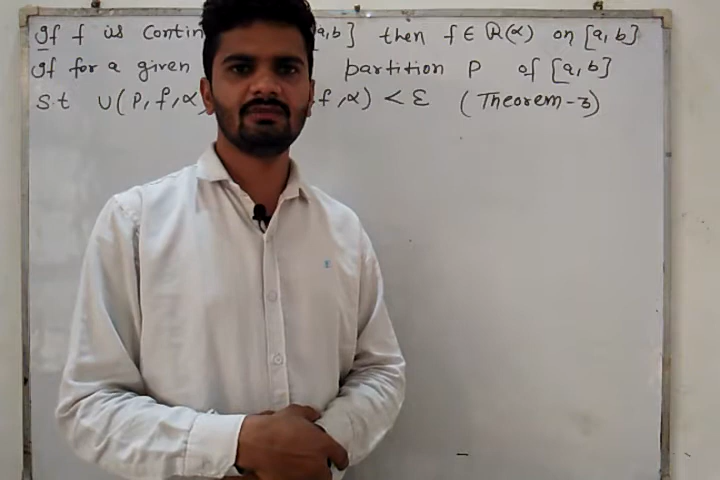 If f is Contin a,b] then f ∈ R(α) on [a,b]
If for a given partition P of [a,b]
s.t U(P,f,α f,α) < ε (Theorem-3)